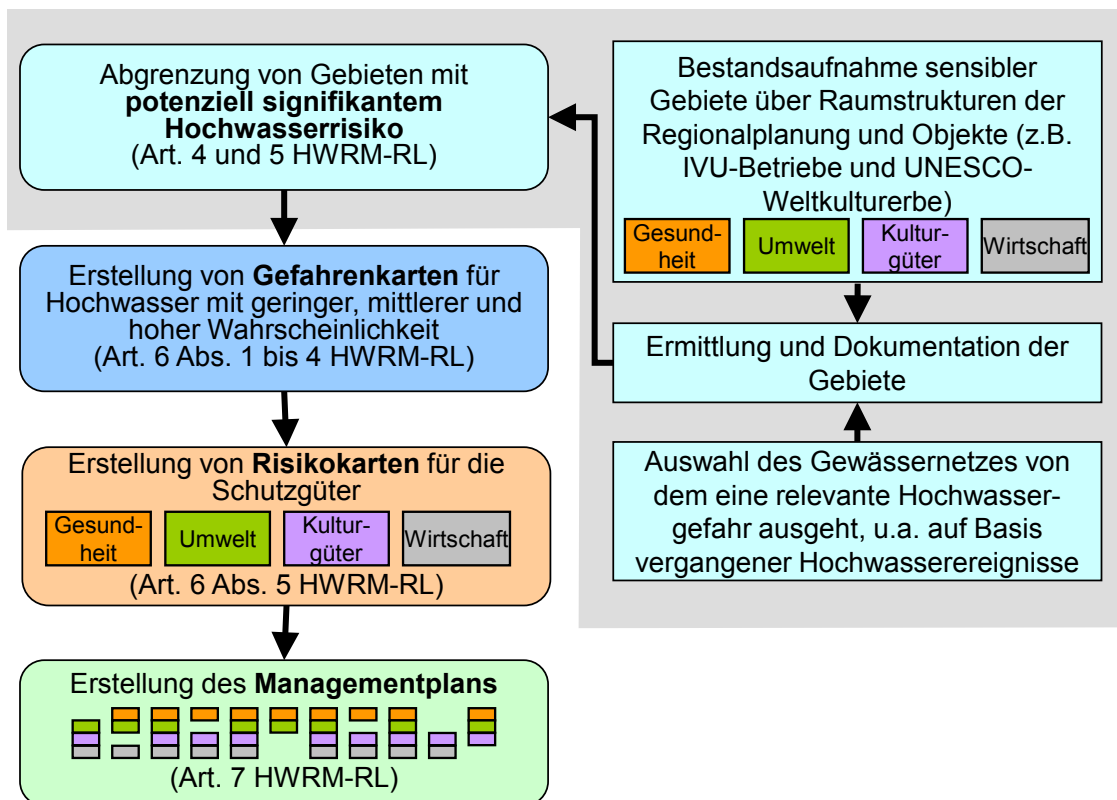 Abgrenzung von Gebieten mit
potenziell signifikantem
Hochwasserrisiko
(Art. 4 und 5 HWRM-RL)
Erstellung von Gefahrenkarten für
Hochwasser mit geringer, mittlerer und
hoher Wahrscheinlichkeit
(Art. 6 Abs. 1 bis 4 HWRM-RL)
Erstellung von Risikokarten für die
Schutzgüter
Gesund-
heit
Umwelt
Kultur-
güter
Wirtschaft
(Art. 6 Abs. 5 HWRM-RL)
Erstellung des Managementplans
(Art. 7 HWRM-RL)
Bestandsaufnahme sensibler
Gebiete über Raumstrukturen der
Regionalplanung und Objekte (z.B.
IVU-Betriebe und UNESCO-
Weltkulturerbe)
Gesund-
heit
Umwelt
Kultur-
güter
Wirtschaft
Ermittlung und Dokumentation der
Gebiete
Auswahl des Gewässernetzes von
dem eine relevante Hochwasser-
gefahr ausgeht, u.a. auf Basis
vergangener Hochwasserereignisse